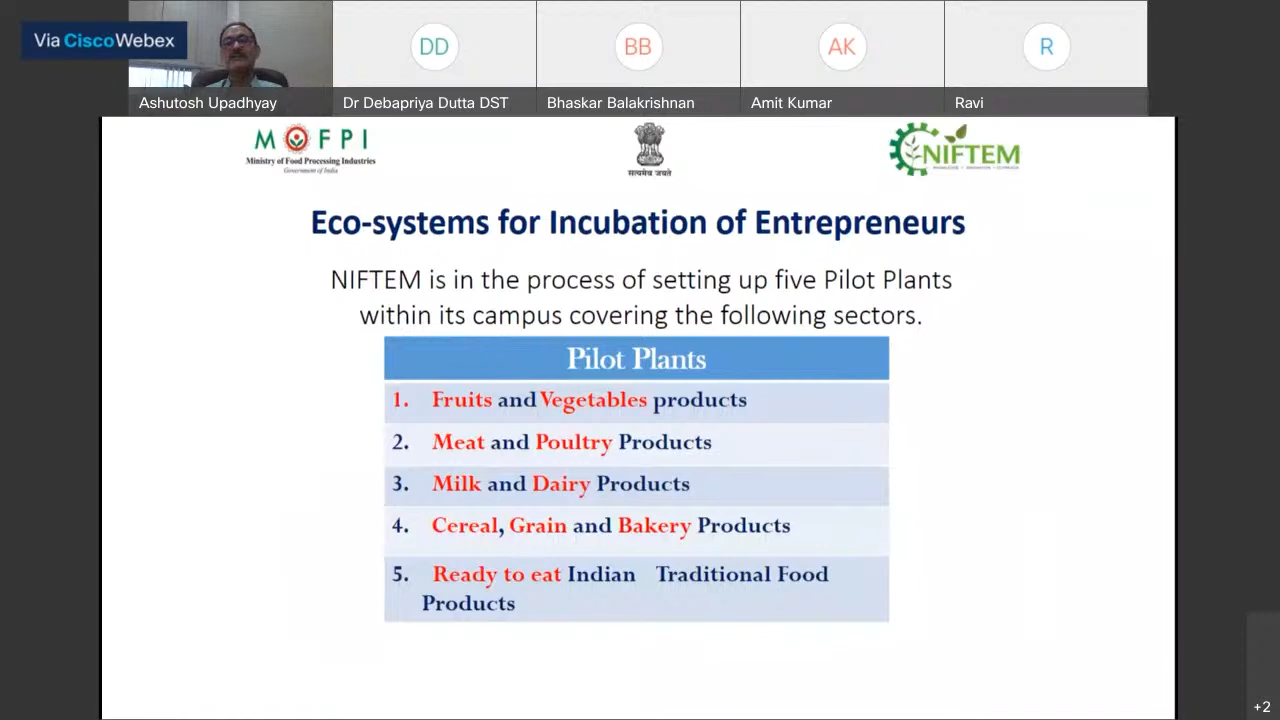 Via CiscoWebex
DD
BB
AK
R
Ashutosh Upadhyay
Dr Debapriya Dutta DST
Bhaskar Balakrishnan
Amit Kumar
Ravi
MOFPI
Ministry of Food Processing Industries
Government of India
सत्यमेव जयते
NIFTEM
Eco-systems for Incubation of Entrepreneurs
NIFTEM is in the process of setting up five Pilot Plants
within its campus covering the following sectors.
Pilot Plants
1. Fruits and Vegetables products
2. Meat and Poultry Products
3. Milk and Dairy Products
4. Cereal, Grain and Bakery Products
5. Ready to eat Indian Traditional Food
Products
+2